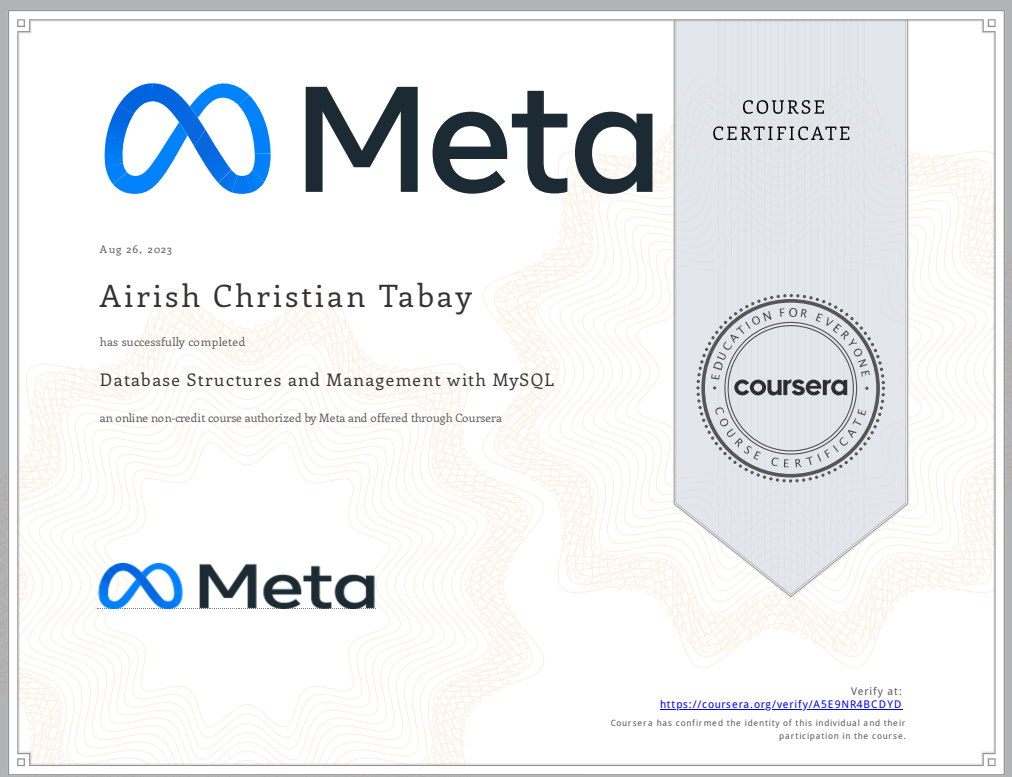 Meta
COURSE
CERTIFICATE
Aug 26, 2023
Airish Christian Tabay
has successfully completed
Database Structures and Management with MySQL
an online non-credit course authorized by Meta and offered through Coursera
EDUCATION FOR EVERYONE
coursera
COURSE CERTIFICATE
Meta
Verify at:
https://coursera.org/verify/A5E9NR4BCDYD
Coursera has confirmed the identity of this individual and their
participation in the course.